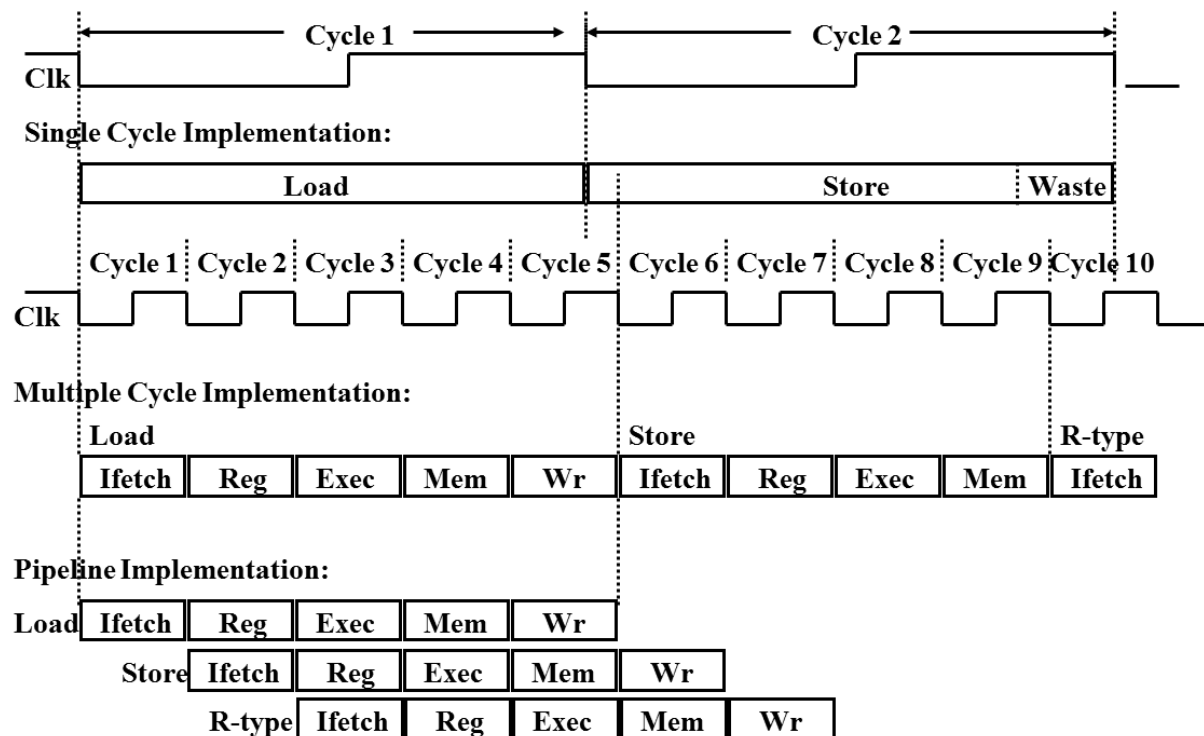 Cycle 1 Cycle 2
Clk
Single Cycle Implementation:
Load Store Waste
Cycle 1 Cycle 2 Cycle 3 Cycle 4 Cycle 5 Cycle 6 Cycle 7 Cycle 8 Cycle 9 Cycle 10
Clk
Multiple Cycle Implementation:
Load Store R-type
Ifetch Reg Exec Mem Wr Ifetch Reg Exec Mem Ifetch
Pipeline Implementation:
Load Ifetch Reg Exec Mem Wr
Store Ifetch Reg Exec Mem Wr
R-type Ifetch Reg Exec Mem Wr